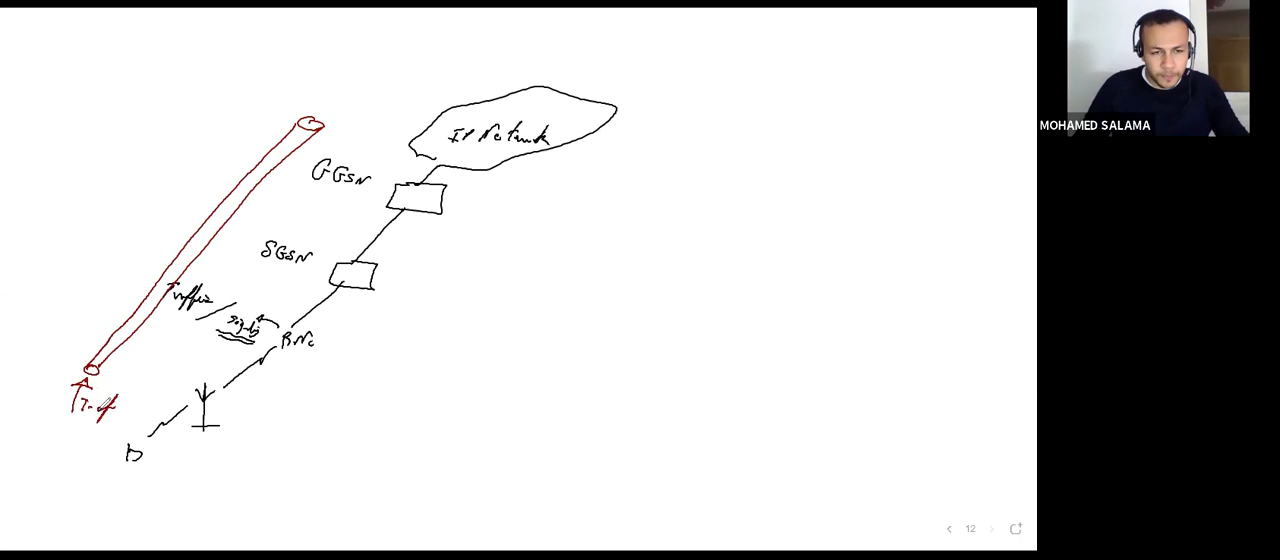 IP Network
GGSN
SGSN
Traffic
RNC
MOHAMED SALAMA
12